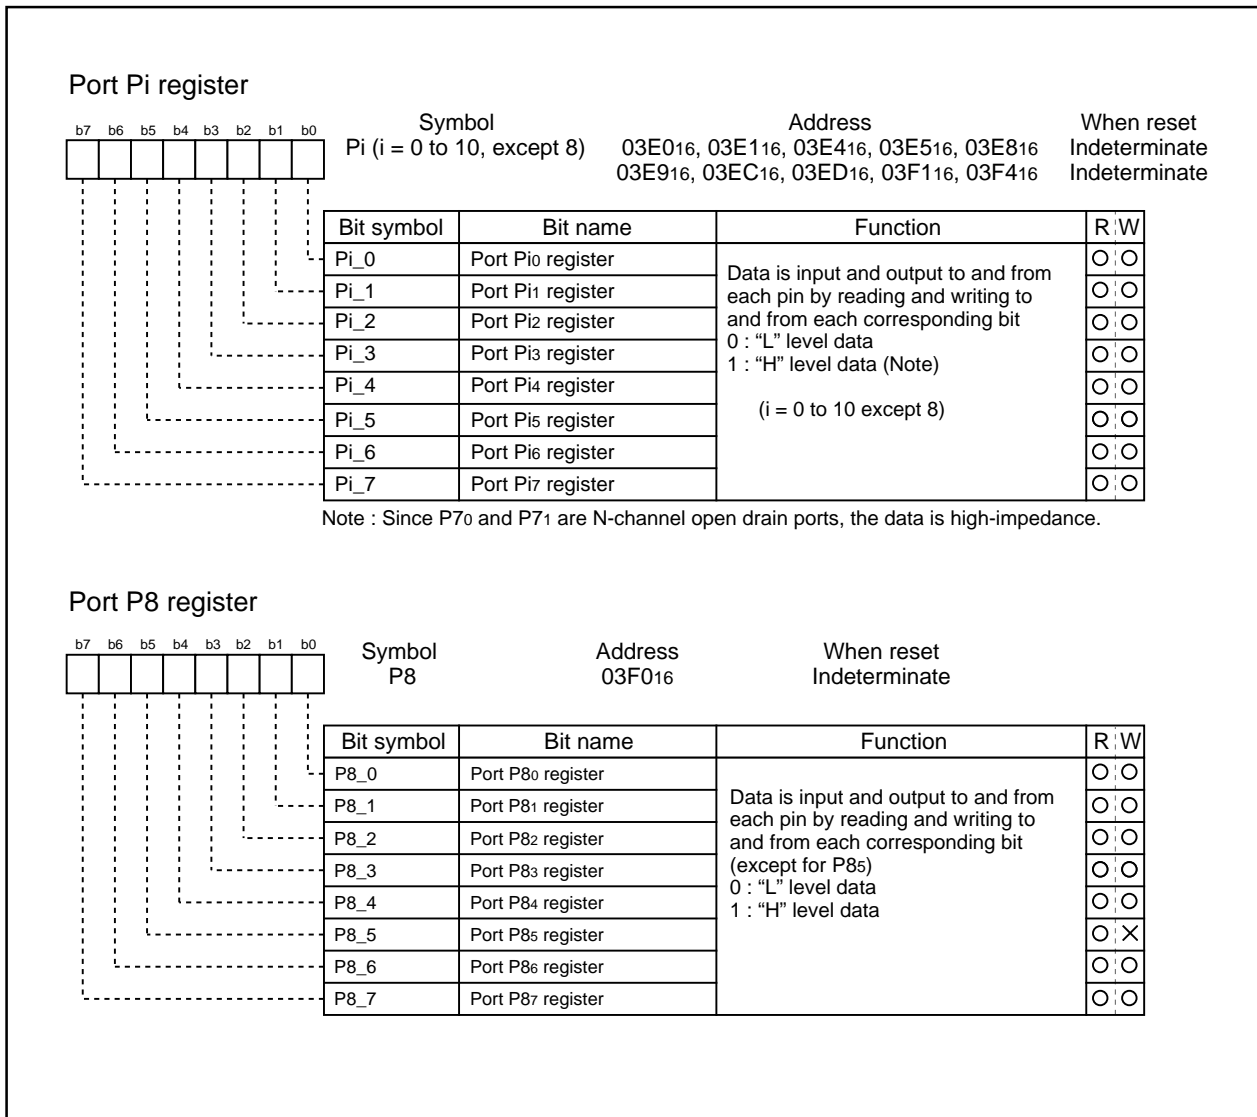 Port Pi register
b7 b6 b5 b4 b3 b2 b1 b0
Symbol Address When reset
Pi (i = 0 to 10, except 8) 03E016, 03E116, 03E416, 03E516, 03E816 Indeterminate
03E916, 03EC16, 03ED16, 03F116, 03F416 Indeterminate
Bit symbol Bit name Function R W
Pi_0 Port Pi0 register
Pi_1 Port Pi1 register
Pi_2 Port Pi2 register
Pi_3 Port Pi3 register
Pi_4 Port Pi4 register
Pi_5 Port Pi5 register
Pi_6 Port Pi6 register
Pi_7 Port Pi7 register
Data is input and output to and from
each pin by reading and writing to
and from each corresponding bit
0 : “L” level data
1 : “H” level data (Note)
(i = 0 to 10 except 8)
Note : Since P70 and P71 are N-channel open drain ports, the data is high-impedance.
Port P8 register
b7 b6 b5 b4 b3 b2 b1 b0
Symbol Address When reset
P8 03F016 Indeterminate
Bit symbol Bit name Function R W
P8_0 Port P80 register
P8_1 Port P81 register
P8_2 Port P82 register
P8_3 Port P83 register
P8_4 Port P84 register
P8_5 Port P85 register
P8_6 Port P86 register
P8_7 Port P87 register
Data is input and output to and from
each pin by reading and writing to
and from each corresponding bit
(except for P85)
0 : “L” level data
1 : “H” level data